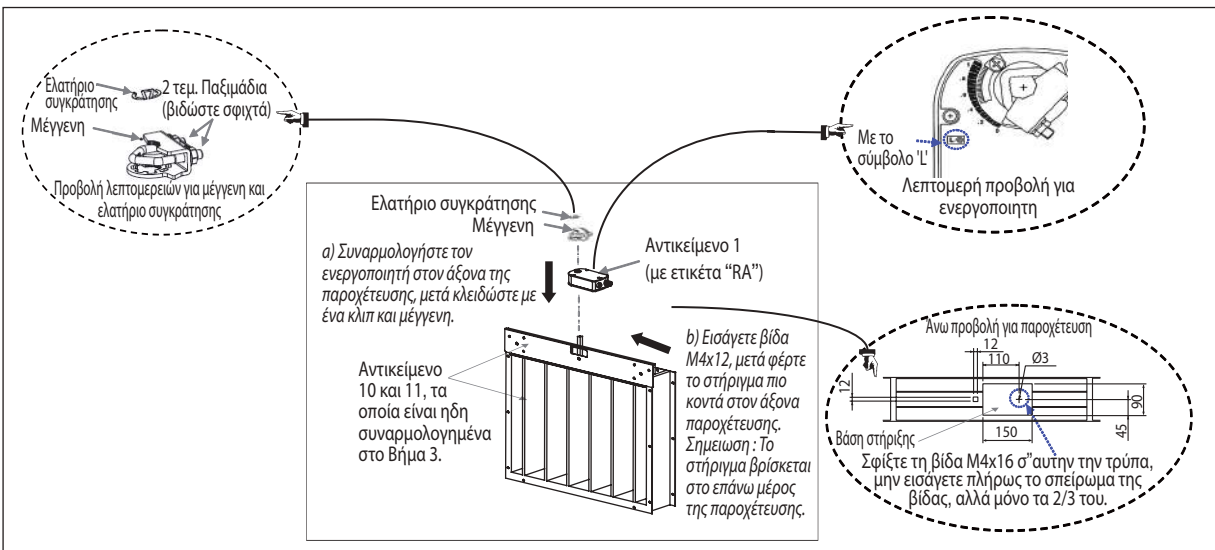 Ελατήριο
συγκράτησης
2 τεμ. Παξιμάδια
(βιδώστε σφιχτά)
Μέγγενη
Προβολή λεπτομερειών για μέγγενη και
ελατήριο συγκράτησης
Με το
σύμβολο 'L'
L
Λεπτομερή προβολή για
ενεργοποιητη
Ελατήριο συγκράτησης
Μέγγενη
a) Συναρμολογήστε τον
ενεργοποιητή στον άξονα της
παροχέτευσης, μετά κλειδώστε με
ένα κλιπ και μέγγενη.
Αντικείμενο 1
(με ετικέτα “RA”)
Αντικείμενο
10 και 11, τα
οποία είναι ηδη
συναρμολογημένα
στο Βήμα 3.
b) Εισάγετε βίδα
M4x12, μετά φέρτε
το στήριγμα πιο
κοντά στον άξονα
παροχέτευσης.
Σημειωση : Το
στήριγμα βρίσκεται
στο επάνω μέρος
της παροχέτευσης.
Άνω προβολή για παροχέτευση
12
110
Ø3
12
90
45
150
Βάση στήριξης
Σφίξτε τη βίδα M4x16 σ"αυτην την τρύπα,
μην εισάγετε πλήρως το σπείρωμα της
βίδας, αλλά μόνο τα 2/3 του.